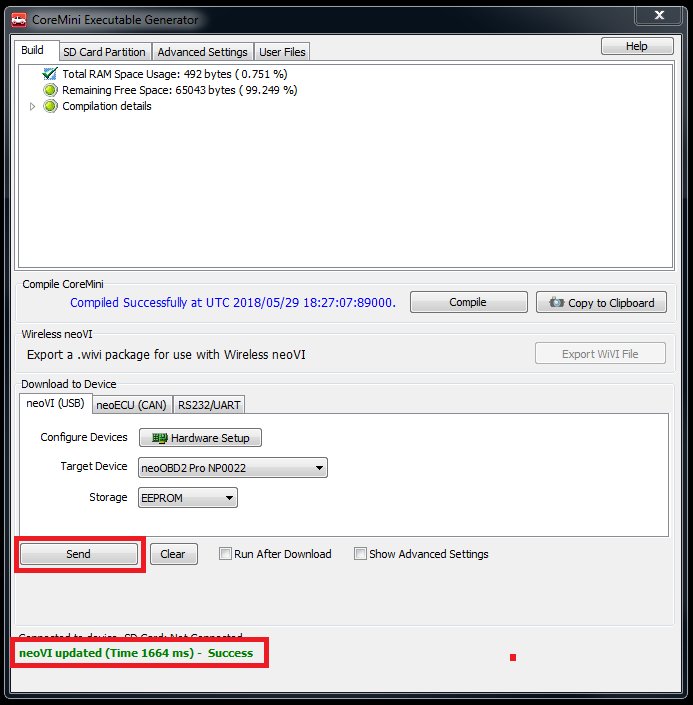 CoreMini Executable Generator
Build SD Card Partition Advanced Settings User Files Help
Total RAM Space Usage: 492 bytes ( 0.751 %)
Remaining Free Space: 65043 bytes ( 99.249 %)
Compilation details
Compile CoreMini
Compiled Successfully at UTC 2018/05/29 18:27:07:89000. Compile Copy to Clipboard
Wireless neoVI
Export a .wivi package for use with Wireless neoVI Export WiVI File
Download to Device
neoVI (USB) neoECU (CAN) RS232/UART
Configure Devices Hardware Setup
Target Device neoOBD2 Pro NP0022
Storage EEPROM
Send Clear Run After Download Show Advanced Settings
Connected to device. SD Card: Not Connected
neoVI updated (Time 1664 ms) - Success